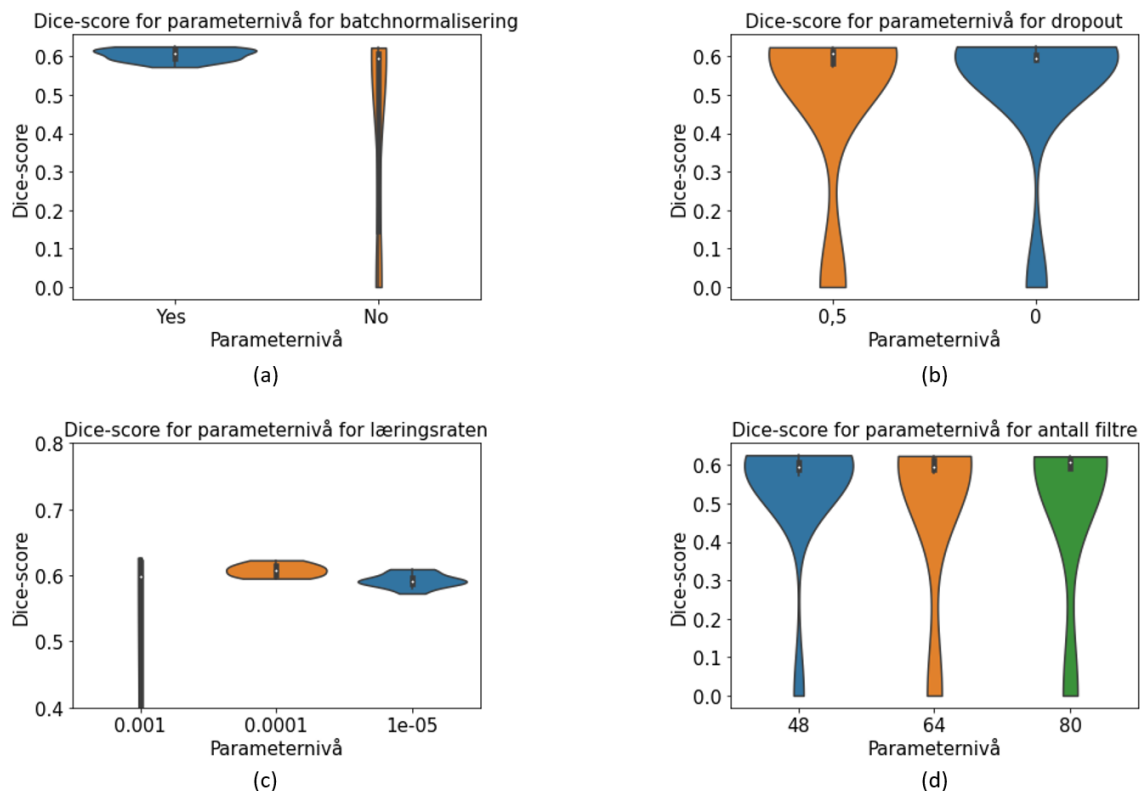 Dice-score for parameternivå for batchnormalisering
Dice-score
0.6
0.5
0.4
0.3
0.2
0.1
0.0
Yes No
Parameternivå
(a)
Dice-score for parameternivå for dropout
Dice-score
0.6
0.5
0.4
0.3
0.2
0.1
0.0
0,5 0
Parameternivå
(b)
Dice-score for parameternivå for læringsraten
Dice-score
0.8
0.7
0.6
0.5
0.4
0.001 0.0001 1e-05
Parameternivå
(c)
Dice-score for parameternivå for antall filtre
Dice-score
0.6
0.5
0.4
0.3
0.2
0.1
0.0
48 64 80
Parameternivå
(d)